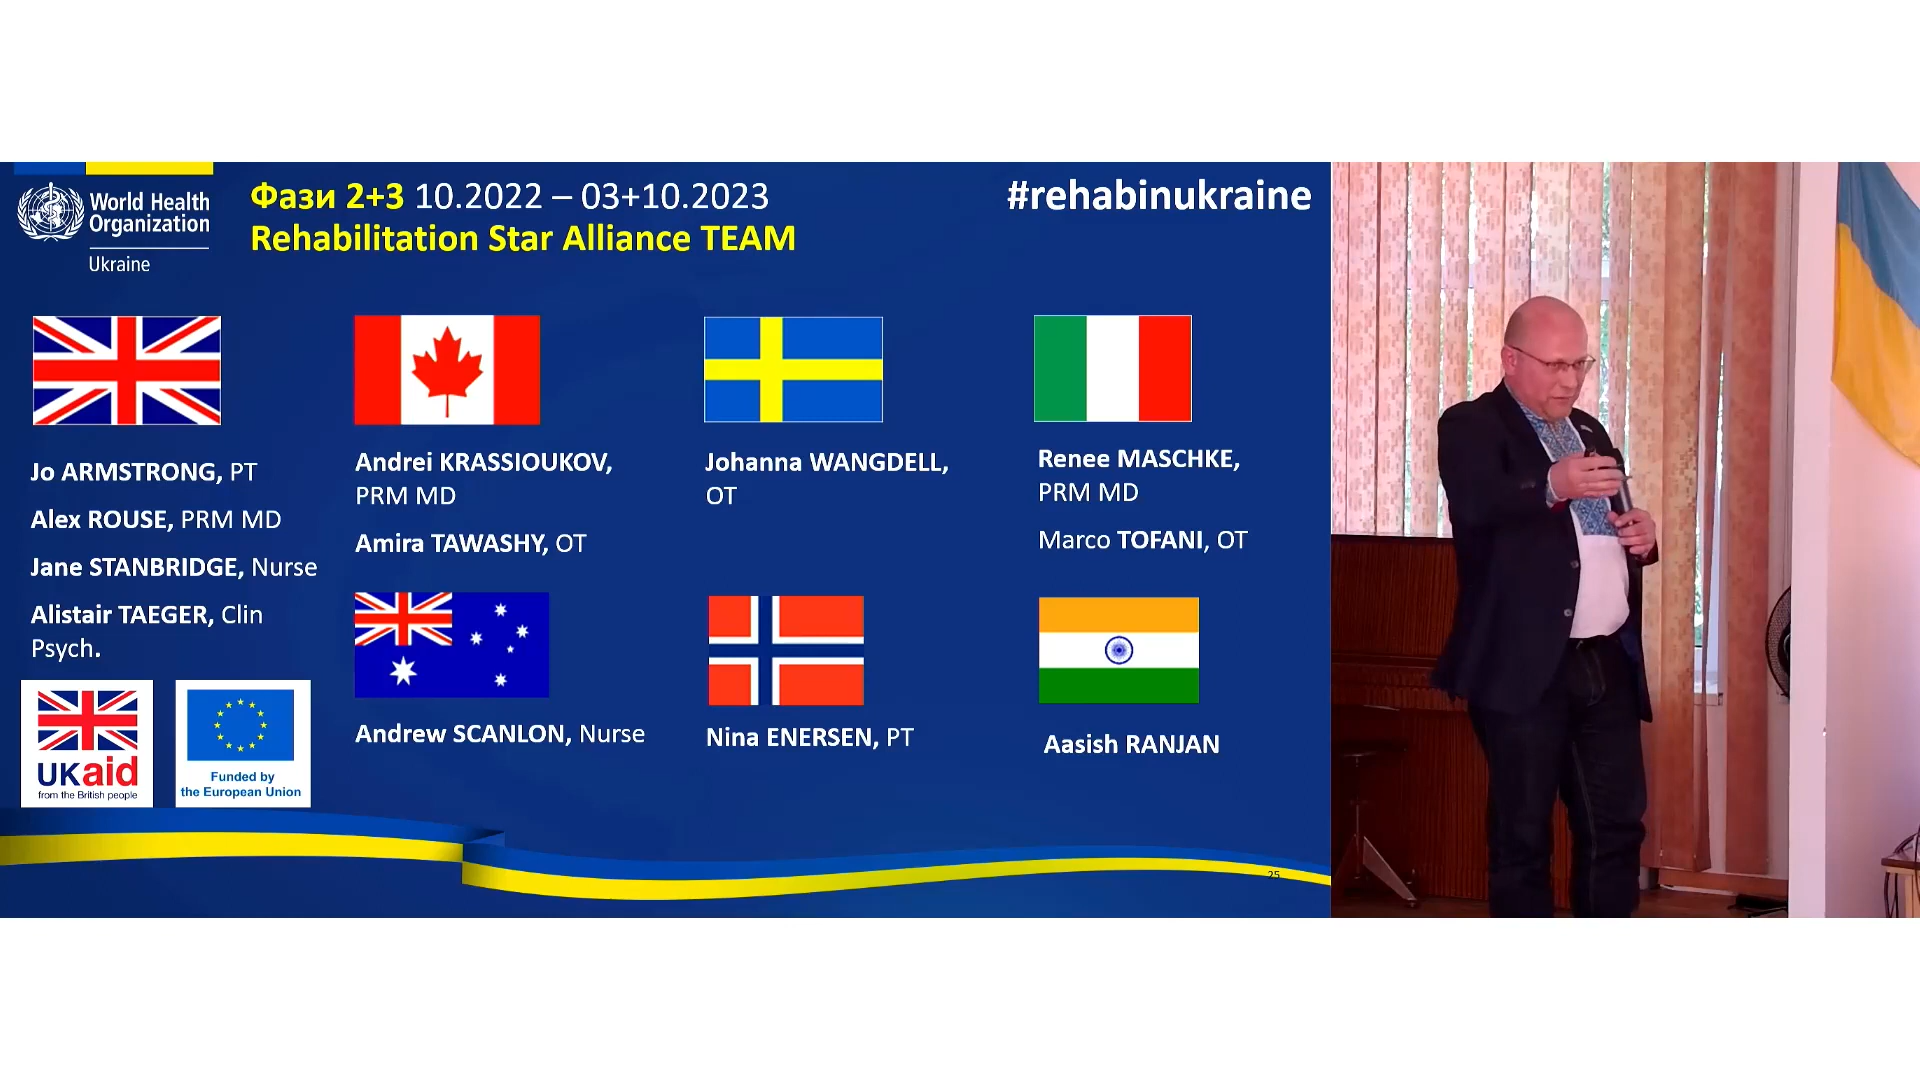 World Health
Organization
Ukraine
Фази 2+3 10.2022 – 03+10.2023
Rehabilitation Star Alliance TEAM
#rehabinukraine
Jo ARMSTRONG, PT
Alex ROUSE, PRM MD
Jane STANBRIDGE, Nurse
Alistair TAEGER, Clin
Psych.
Andrei KRASSIOUKOV,
PRM MD
Amira TAWASHY, OT
Johanna WANGDELL,
OT
Renee MASCHKE,
PRM MD
Marco TOFANI, OT
Andrew SCANLON, Nurse
Nina ENERSEN, PT
Aasish RANJAN
UKaid
from the British people
Funded by
the European Union
25